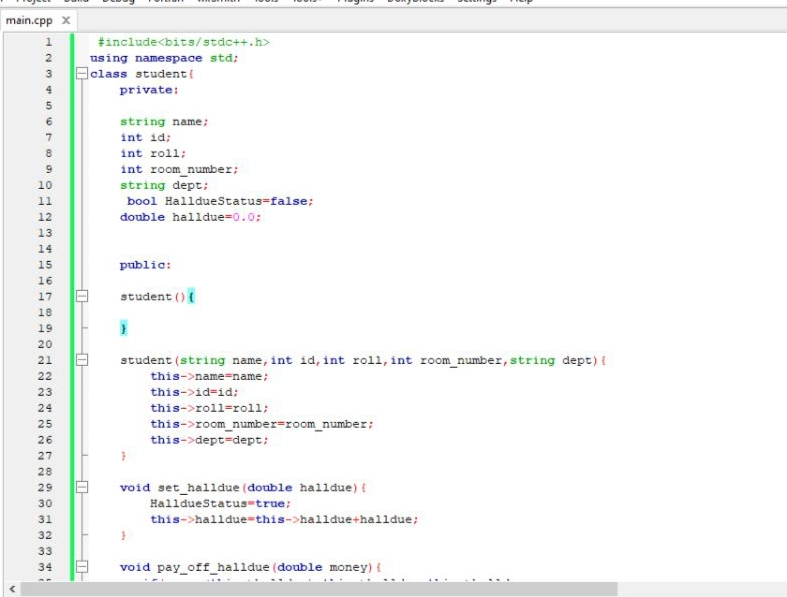 Project Build Debug Fortran wxSmith Tools Tools+ Plugins DoxyBlocks Settings Help
main.cpp X
1 #include<bits/stdc++.h>
2 using namespace std;
3 class student{
4 private:
5
6 string name;
7 int id;
8 int roll;
9 int room_number;
10 string dept;
11 bool HalldueStatus=false;
12 double halldue=0.0;
13
14
15 public:
16
17 student(){
18
19 }
20
21 student(string name,int id,int roll,int room_number,string dept){
22 this->name=name;
23 this->id=id;
24 this->roll=roll;
25 this->room_number=room_number;
26 this->dept=dept;
27 }
28
29 void set_halldue(double halldue){
30 HalldueStatus=true;
31 this->halldue=this->halldue+halldue;
32 }
33
34 void pay_off_halldue(double money){